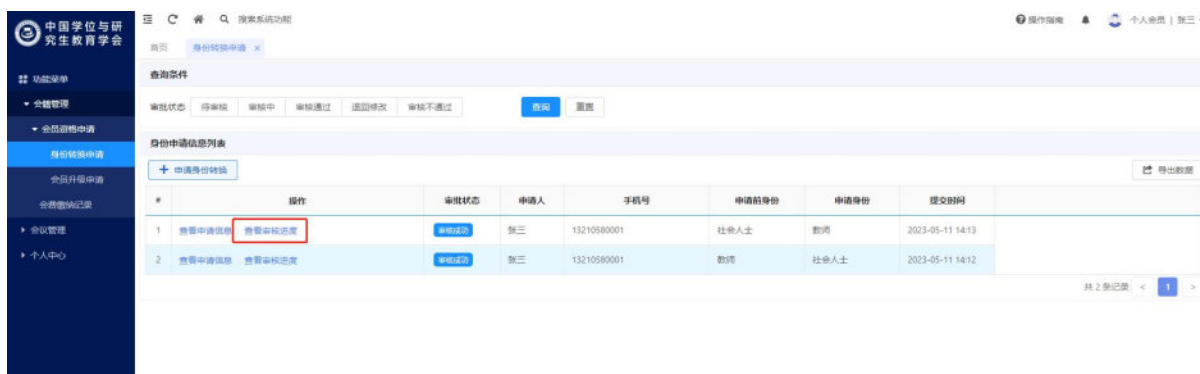 中国学位与研究生教育学会
搜索系统功能
操作指南
个人会员 | 张三
首页 身份转换申请 ×
功能菜单
会籍管理
会员资格申请
身份转换申请
会员升级申请
会费缴纳记录
会议管理
个人中心
查询条件
审批状态 待审核 审核中 审核通过 退回修改 审核不通过 查询 重置
身份申请信息列表
+ 申请身份转换 导出数据
# 操作 审批状态 申请人 手机号 申请前身份 申请身份 提交时间
1 查看申请信息 查看审核进度 审核成功 张三 13210580001 社会人士 教师 2023-05-11 14:13
2 查看申请信息 查看审核进度 审核成功 张三 13210580001 教师 社会人士 2023-05-11 14:12
共 2 条记录 < 1 >